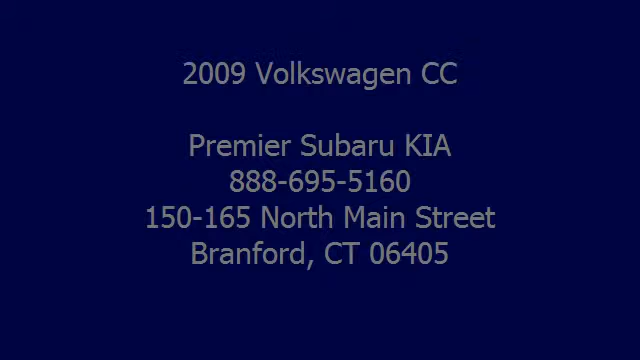 2009 Volkswagen CC
Premier Subaru KIA
888-695-5160
150-165 North Main Street
Branford, CT 06405